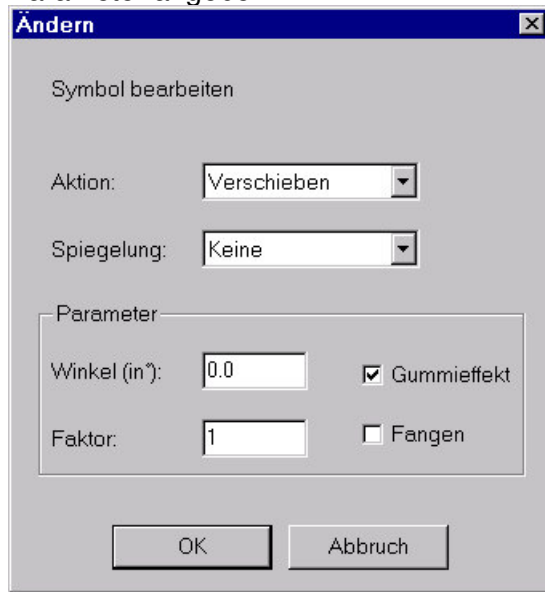 Ändern
Symbol bearbeiten
Aktion: Verschieben
Spiegelung: Keine
Parameter
Winkel (in°): 0.0 Gummieffekt
Faktor: 1 Fangen
OK Abbruch